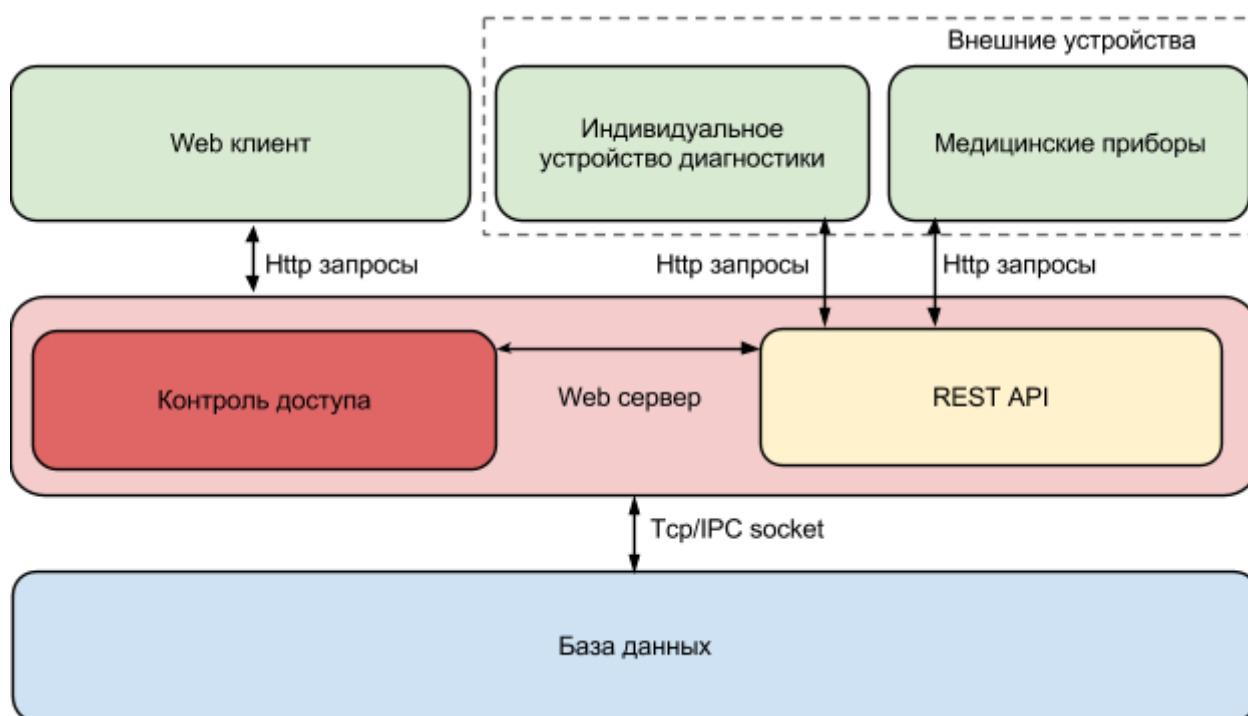 Внешние устройства
Web клиент
Индивидуальное
устройство диагностики
Медицинские приборы
Http запросы
Http запросы
Http запросы
Контроль доступа
Web сервер
REST API
Tcp/IPC socket
База данных